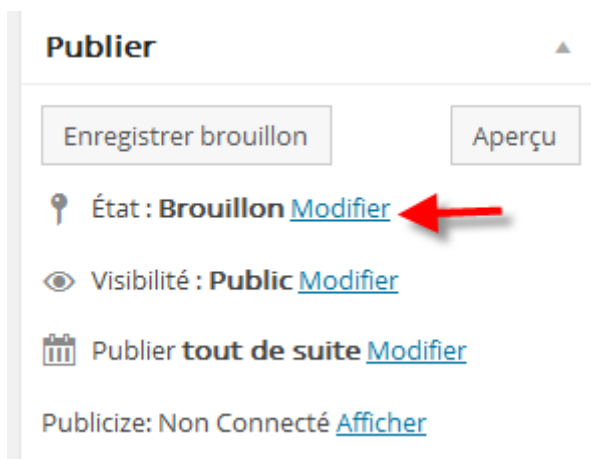 Publier
Enregistrer brouillon Aperçu
État : Brouillon Modifier
Visibilité : Public Modifier
Publier tout de suite Modifier
Publicize: Non Connecté Afficher